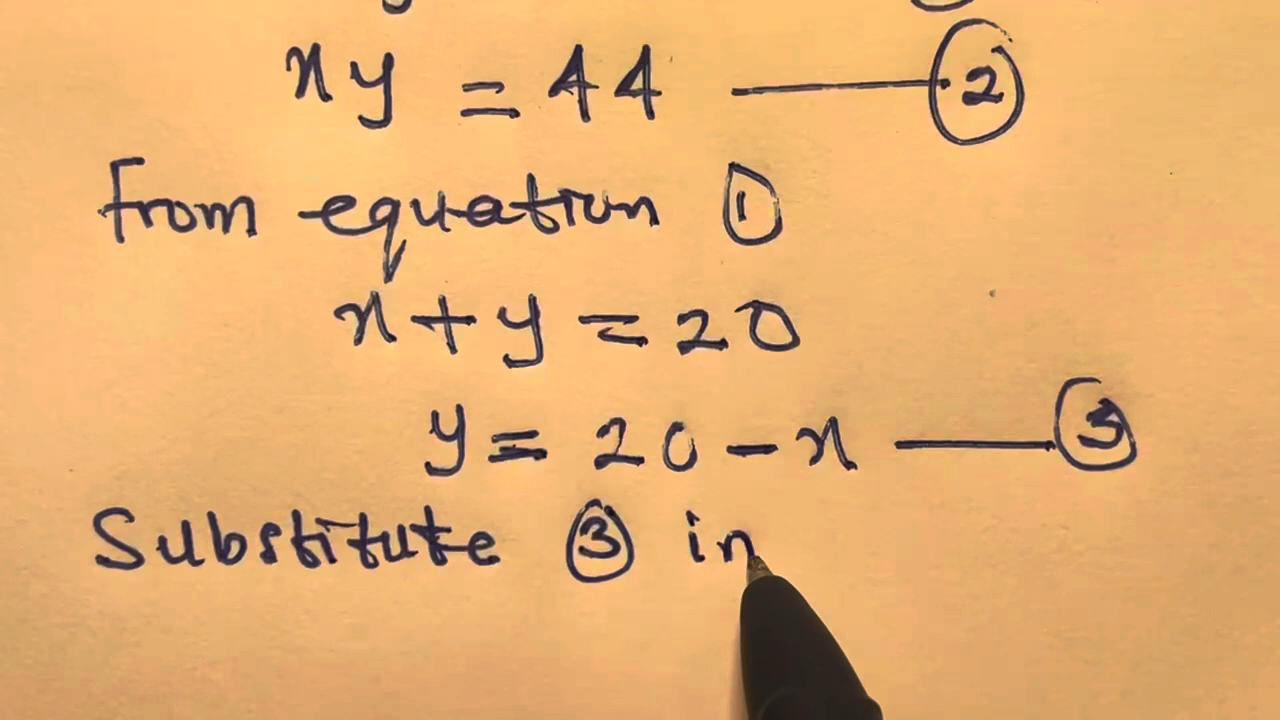 xy = 44 —— ②
From equation ①
x + y = 20
y = 20 - x —— ③
Substitute ③ in